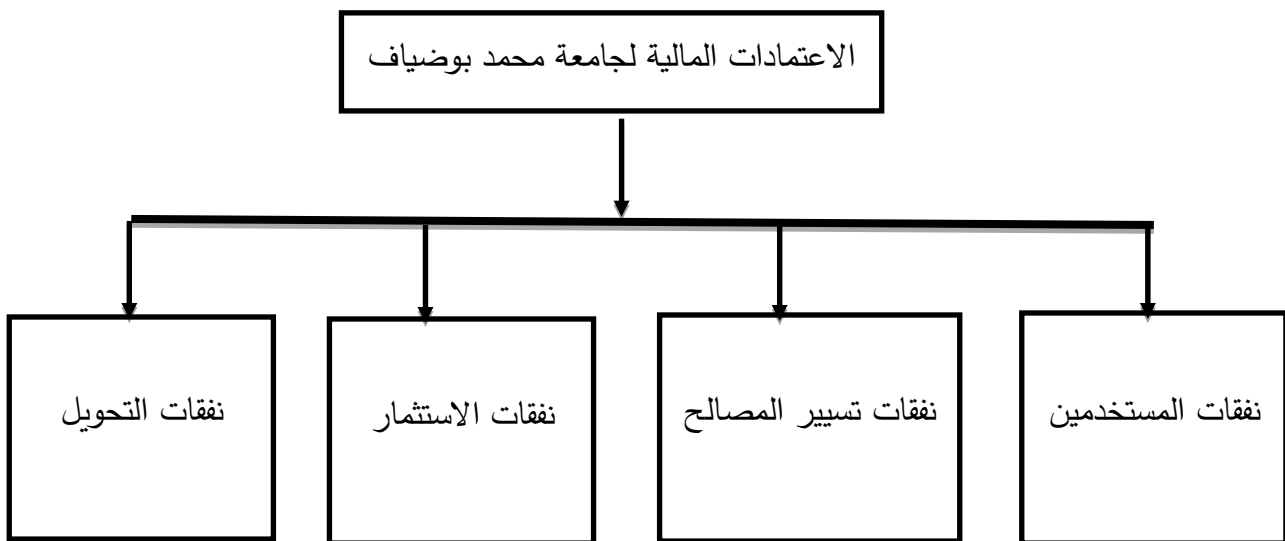 الاعتمادات المالية لجامعة محمد بوضياف
نفقات المستخدمين
نفقات تسيير المصالح
نفقات الاستثمار
نفقات التحويل